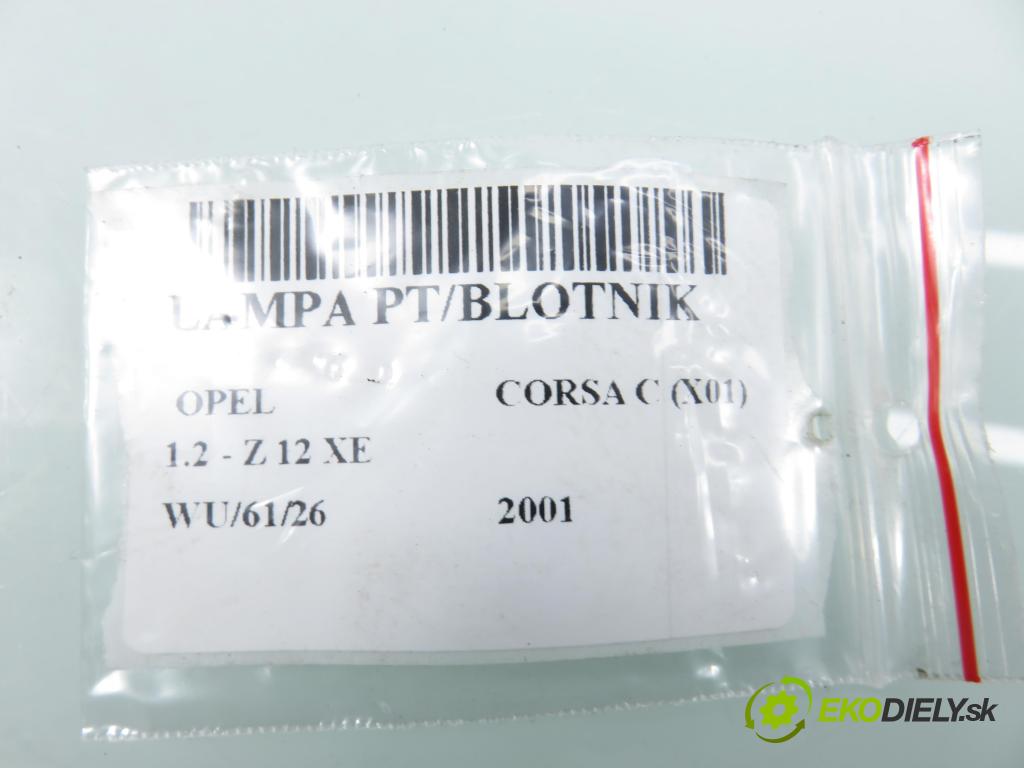 LAMPA PT/BLOTNIK
OPEL CORSA C (X01)
1.2 - Z 12 XE
WU/61/26 2001
EKODIELY.sk